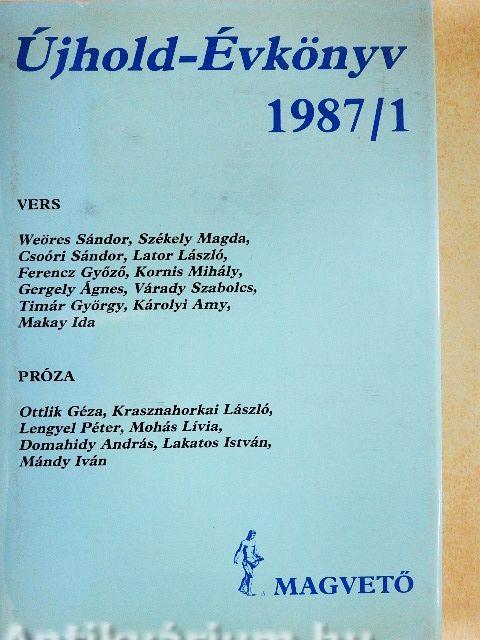 Újhold-Évkönyv
1987/1
VERS
Weöres Sándor, Székely Magda,
Csoóri Sándor, Lator László,
Ferencz Győző, Kornis Mihály,
Gergely Ágnes, Várady Szabolcs,
Timár György, Károlyi Amy,
Makay Ida
PRÓZA
Ottlik Géza, Krasznahorkai László,
Lengyel Péter, Mohás Lívia,
Domahidy András, Lakatos István,
Mándy Iván
MAGVETŐ
Antikvárium.hu